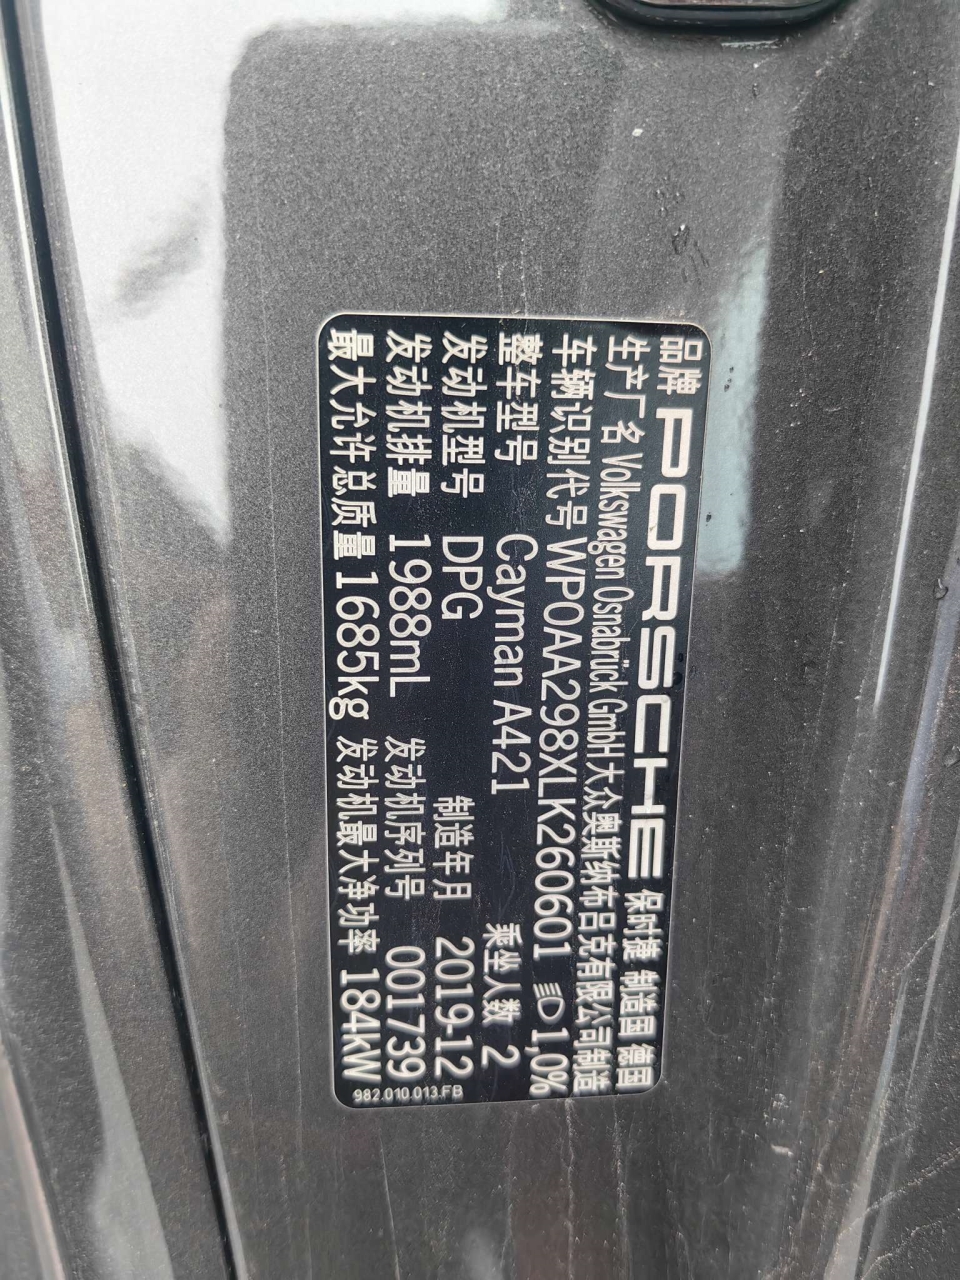 品牌 PORSCHE 保时捷 制造国 德国
生产厂名 Volkswagen Osnabrück GmbH大众奥斯纳布吕克有限公司制造
车辆识别代号 WP0AA298XLK260601 1,0%
整车型号 Cayman A421 乘坐人数 2
发动机型号 DPG 制造年月 2019-12
发动机排量 1988mL 发动机序列号 001739
最大允许总质量 1685kg 发动机最大净功率 184kW
982.010.013.FB